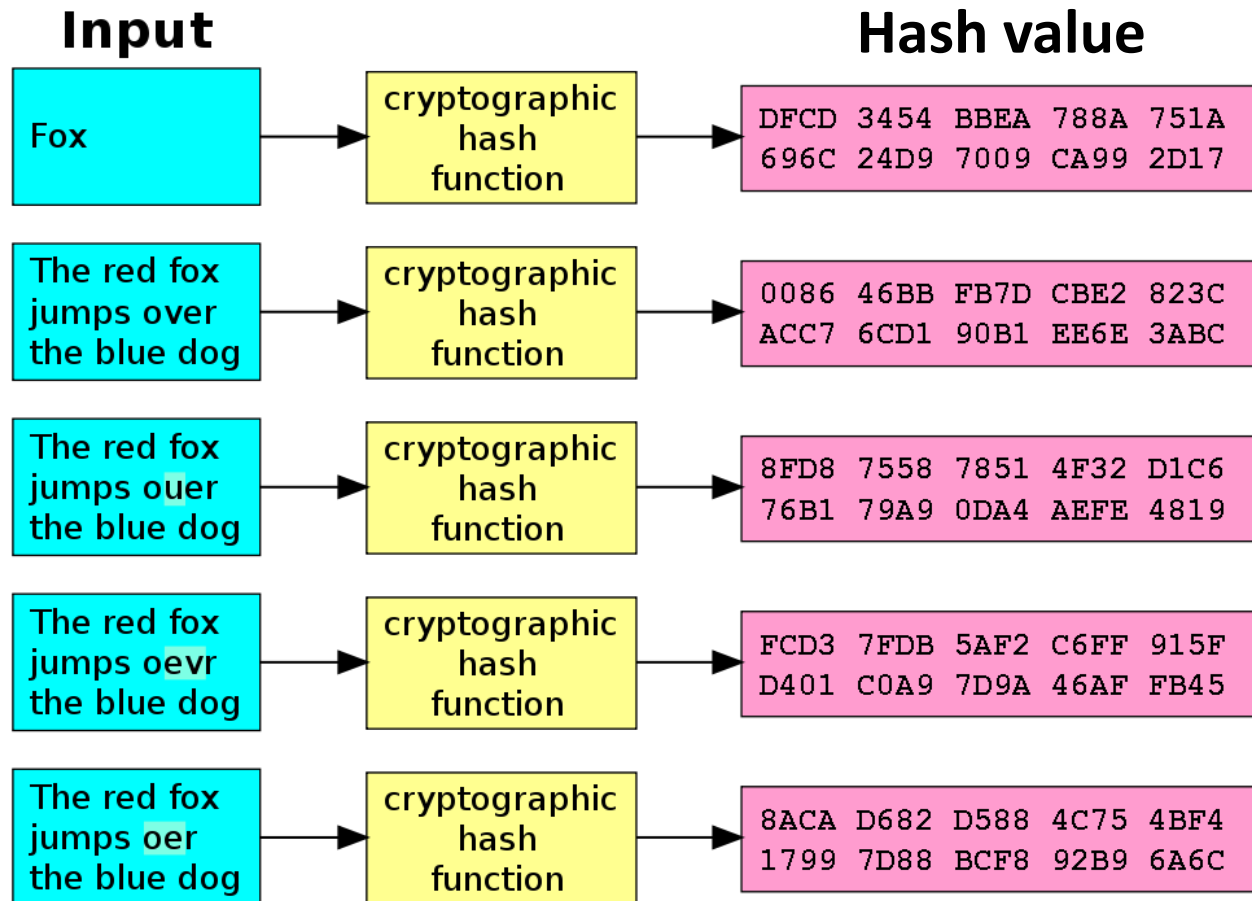 Input
Hash value
Fox
cryptographic
hash
function
DFCD 3454 BBEA 788A 751A
696C 24D9 7009 CA99 2D17
The red fox
jumps over
the blue dog
cryptographic
hash
function
0086 46BB FB7D CBE2 823C
ACC7 6CD1 90B1 EE6E 3ABC
The red fox
jumps ouer
the blue dog
cryptographic
hash
function
8FD8 7558 7851 4F32 D1C6
76B1 79A9 0DA4 AEFE 4819
The red fox
jumps oevr
the blue dog
cryptographic
hash
function
FCD3 7FDB 5AF2 C6FF 915F
D401 C0A9 7D9A 46AF FB45
The red fox
jumps oer
the blue dog
cryptographic
hash
function
8ACA D682 D588 4C75 4BF4
1799 7D88 BCF8 92B9 6A6C